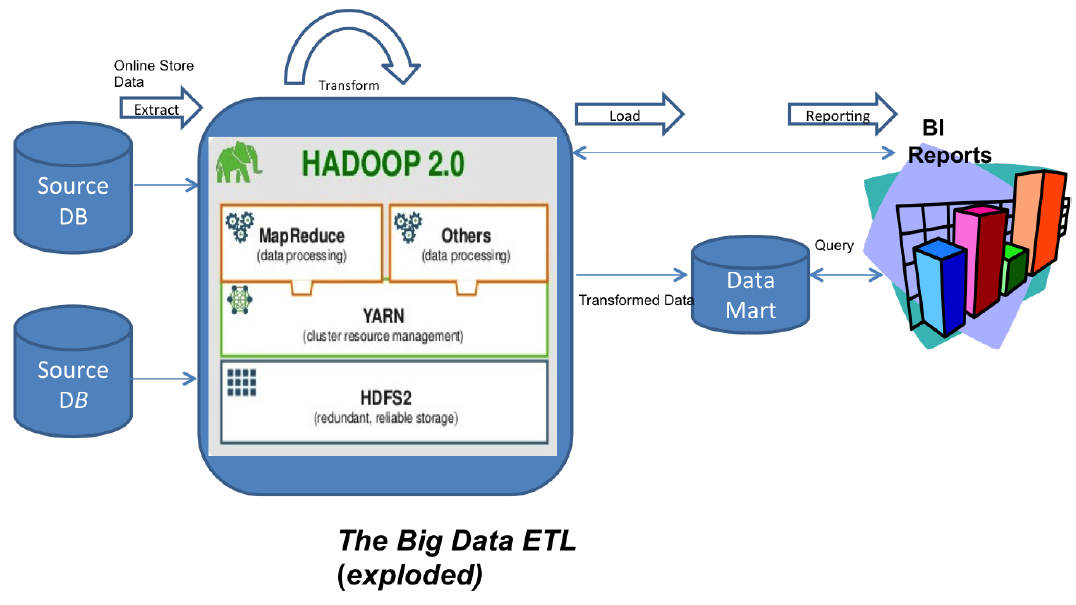 Online Store
Data
Extract
Transform
Load
Reporting
BI
Reports
Source
DB
HADOOP 2.0
MapReduce
(data processing)
Others
(data processing)
YARN
(cluster resource management)
HDFS2
(redundant, reliable storage)
Transformed Data
Data
Mart
Query
Source
DB
The Big Data ETL
(exploded)